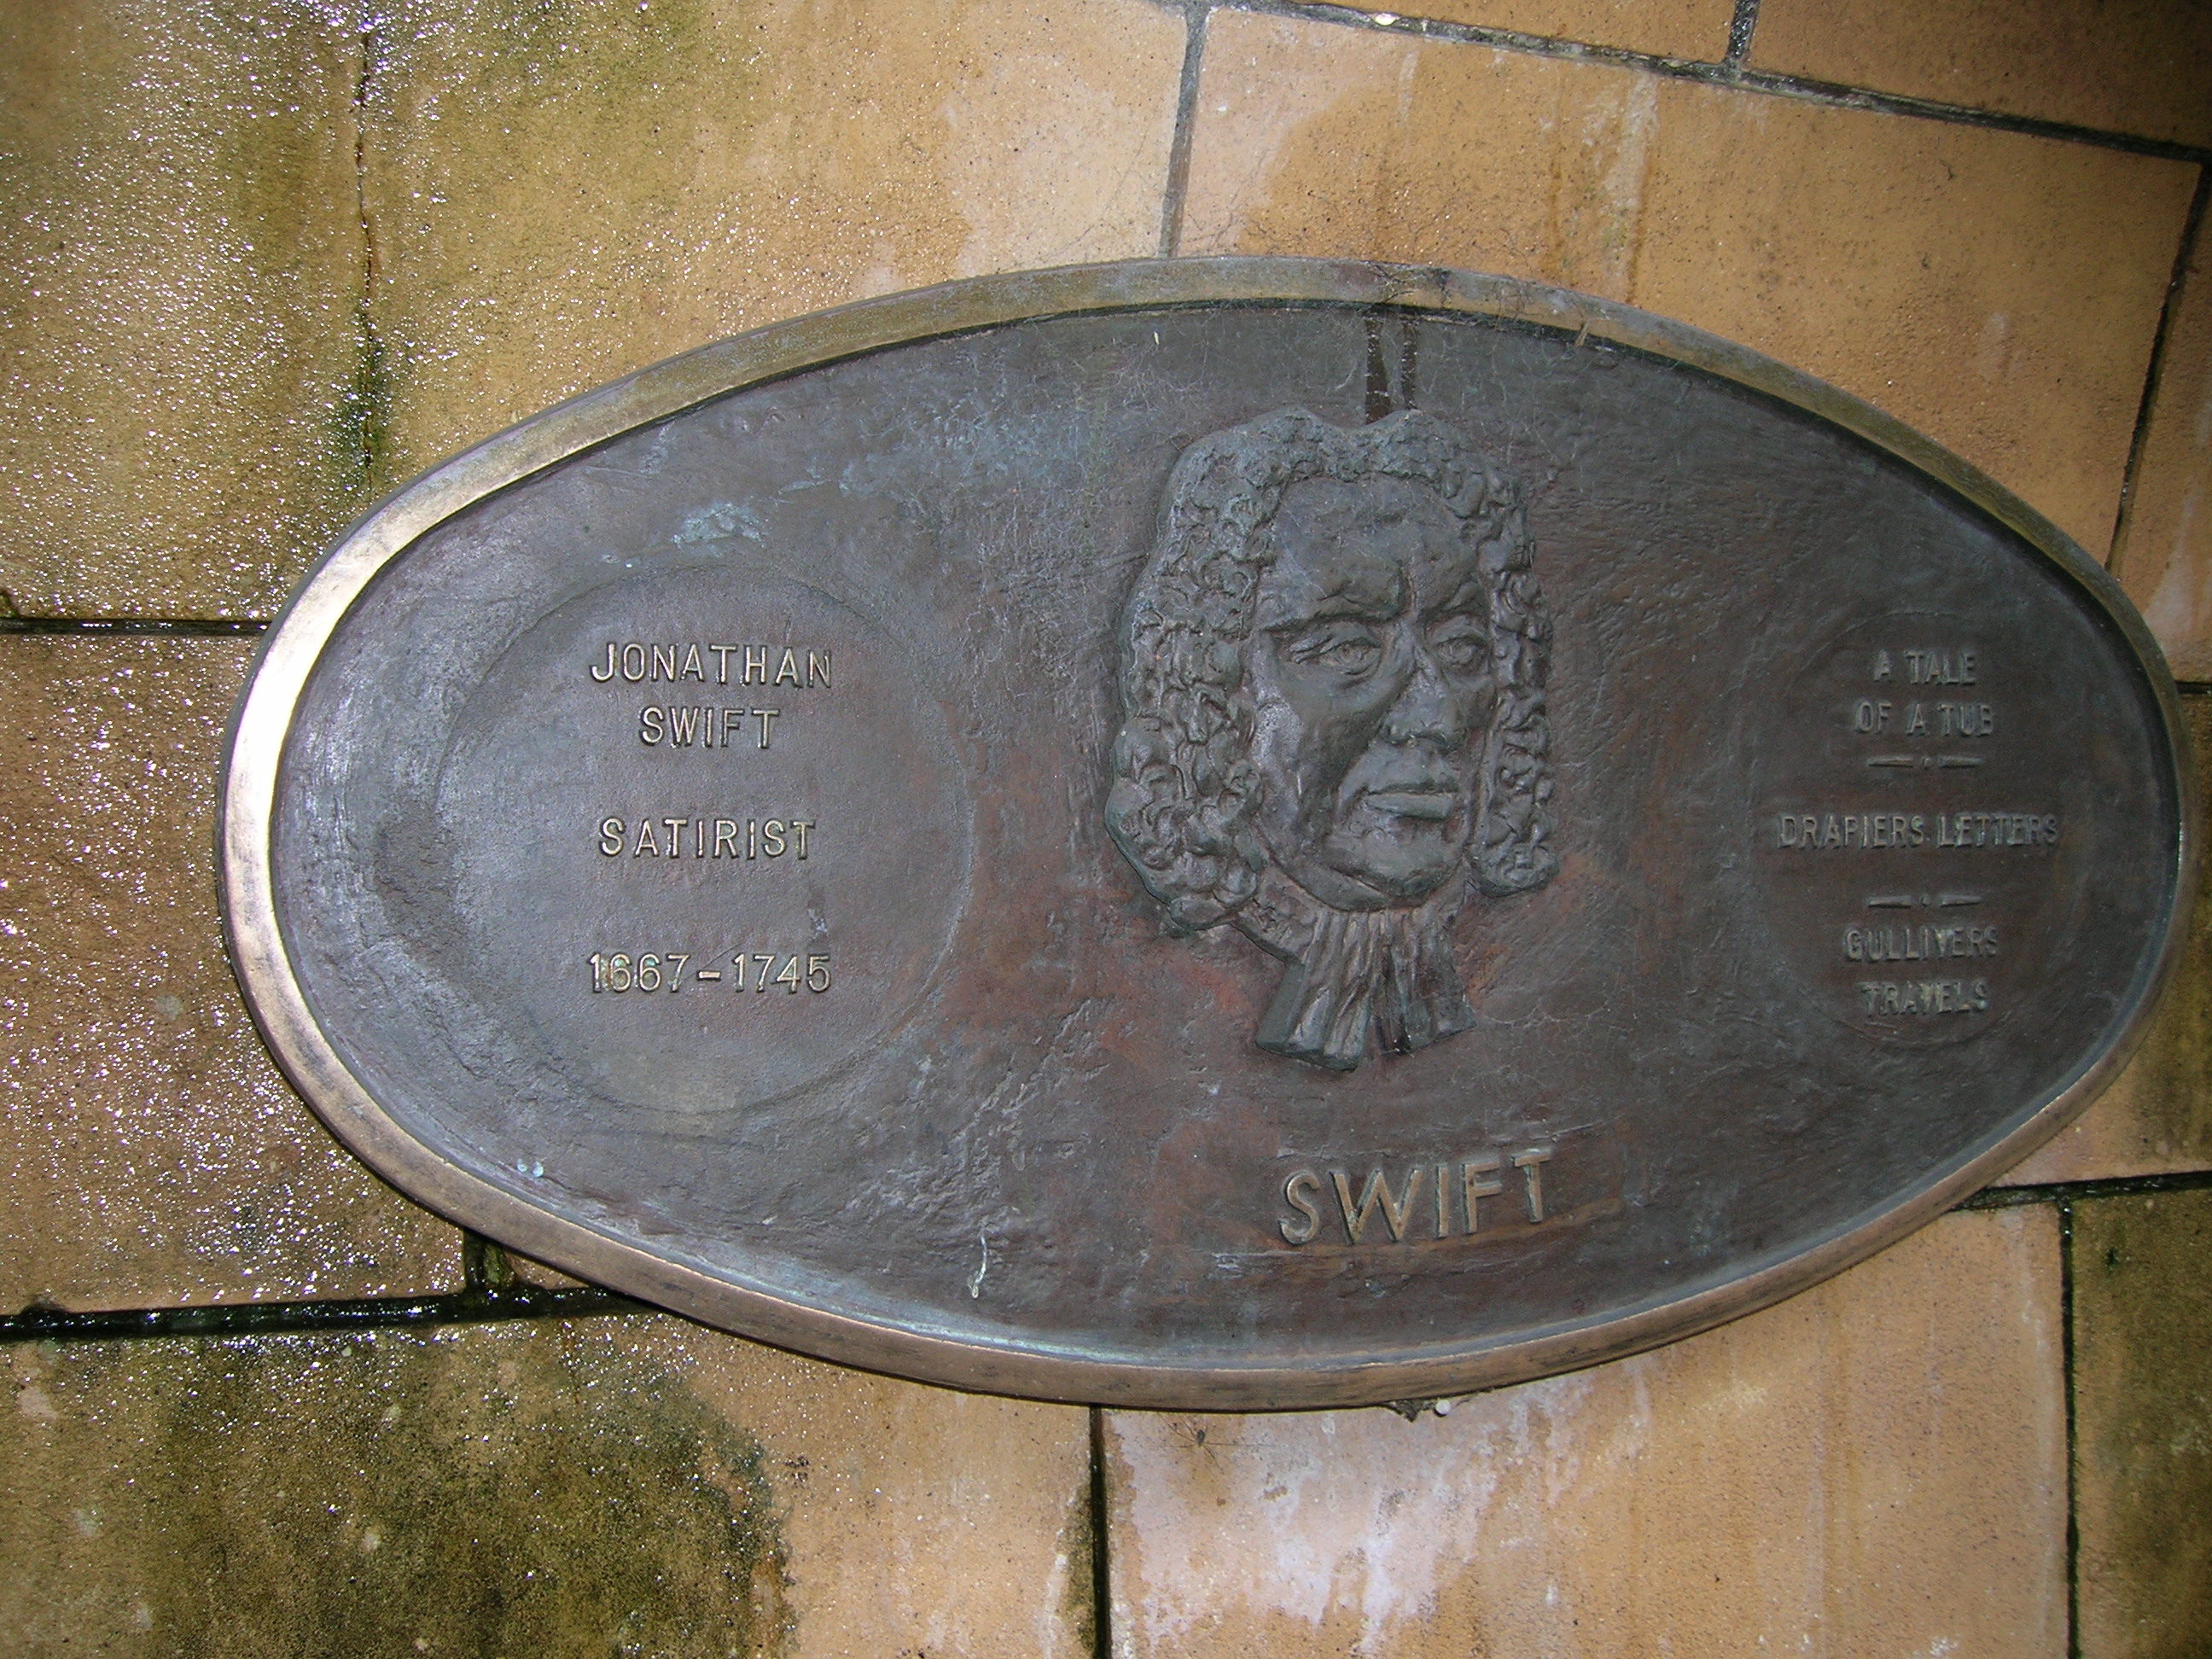 JONATHAN
SWIFT
SATIRIST
1667-1745
SWIFT
A TALE
OF A TUB
DRAPIERS LETTERS
GULLIVERS
TRAVELS